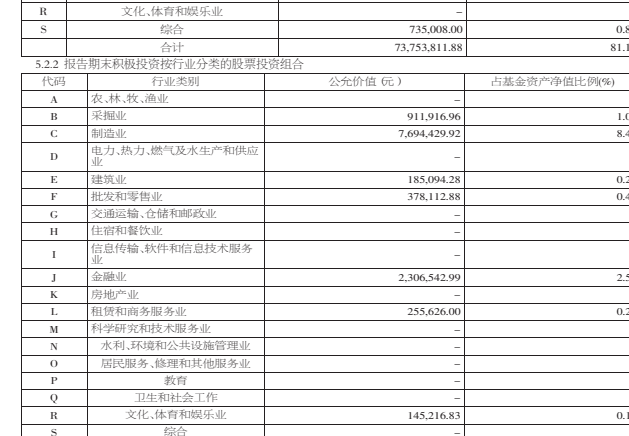 R 文化、体育和娱乐业 –
S 综合 735,008.00 0.8
合计 73,753,811.88 81.1
5.2.2 报告期末积极投资按行业分类的股票投资组合
代码 行业类别 公允价值（元） 占基金资产净值比例(%)
A 农、林、牧、渔业 –
B 采掘业 911,916.96 1.0
C 制造业 7,694,429.92 8.4
D 电力、热力、燃气及水生产和供应
业 –
E 建筑业 185,094.28 0.2
F 批发和零售业 378,112.88 0.4
G 交通运输、仓储和邮政业 –
H 住宿和餐饮业 –
I 信息传输、软件和信息技术服务
业 –
J 金融业 2,306,542.99 2.5
K 房地产业 –
L 租赁和商务服务业 255,626.00 0.2
M 科学研究和技术服务业 –
N 水利、环境和公共设施管理业 –
O 居民服务、修理和其他服务业 –
P 教育 –
Q 卫生和社会工作 –
R 文化、体育和娱乐业 145,216.83 0.1
S 综合 –